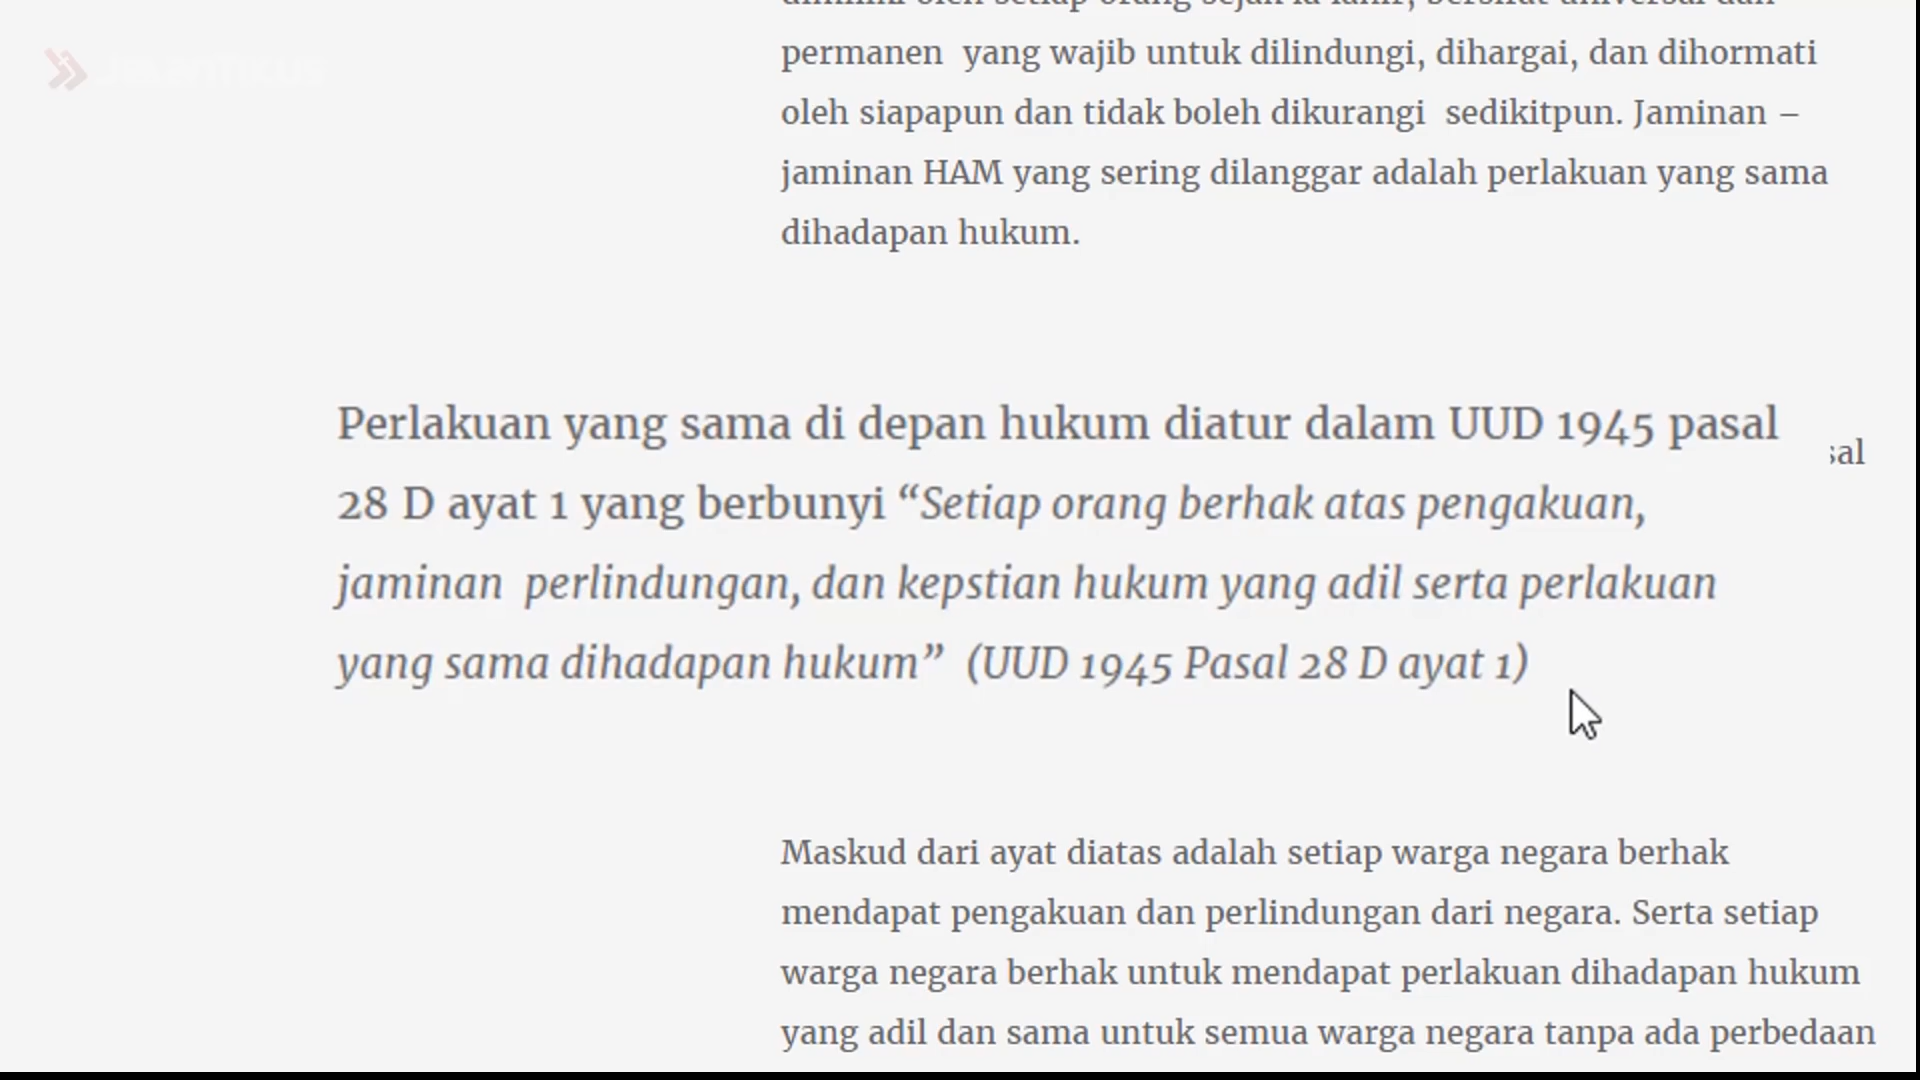 JALANTIKUS
permanen  yang wajib untuk dilindungi, dihargai, dan dihormati
oleh siapapun dan tidak boleh dikurangi  sedikitpun. Jaminan –
jaminan HAM yang sering dilanggar adalah perlakuan yang sama
dihadapan hukum.
Perlakuan yang sama di depan hukum diatur dalam UUD 1945 pasal
28 D ayat 1 yang berbunyi “Setiap orang berhak atas pengakuan,
jaminan  perlindungan, dan kepstian hukum yang adil serta perlakuan
yang sama dihadapan hukum”  (UUD 1945 Pasal 28 D ayat 1)
Maskud dari ayat diatas adalah setiap warga negara berhak
mendapat pengakuan dan perlindungan dari negara. Serta setiap
warga negara berhak untuk mendapat perlakuan dihadapan hukum
yang adil dan sama untuk semua warga negara tanpa ada perbedaan